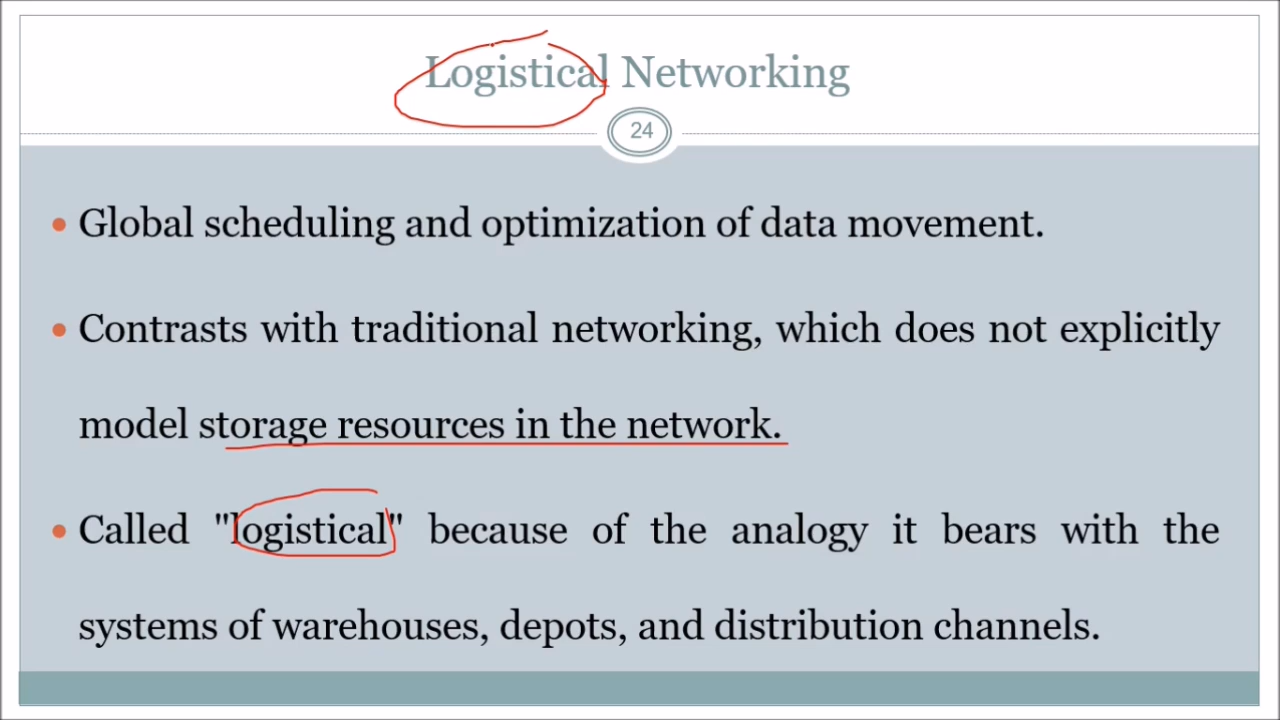 Logistical Networking
24
• Global scheduling and optimization of data movement.
• Contrasts with traditional networking, which does not explicitly
model storage resources in the network.
• Called "logistical" because of the analogy it bears with the
systems of warehouses, depots, and distribution channels.